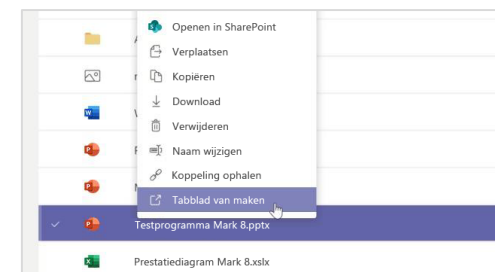 Openen in SharePoint
Verplaatsen
Kopiëren
Download
Verwijderen
Naam wijzigen
Koppeling ophalen
Tabblad van maken
Testprogramma Mark 8.pptx
Prestatiediagram Mark 8.xslx